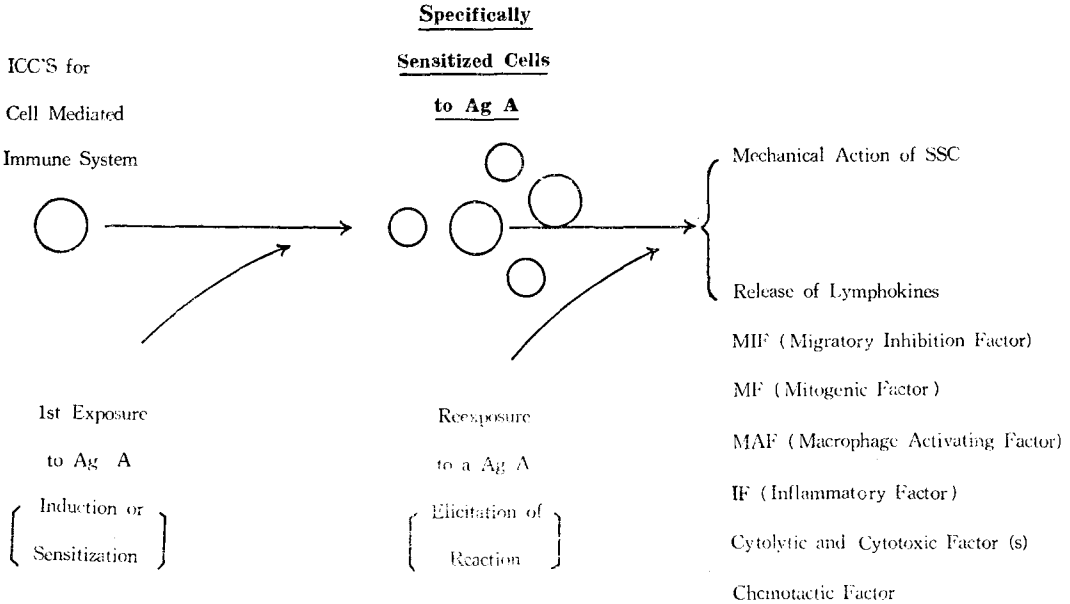 ICC'S for
Cell Mediated
Immune System
Specifically
Sensitized Cells
to Ag A
1st Exposure
to Ag A
Induction or
Sensitization
Reexposure
to a Ag A
Elicitation of
Reaction
Mechanical Action of SSC
Release of Lymphokines
MIF (Migratory Inhibition Factor)
MF (Mitogenic Factor)
MAF (Macrophage Activating Factor)
IF (Inflammatory Factor)
Cytolytic and Cytotoxic Factor (s)
Chemotactic Factor